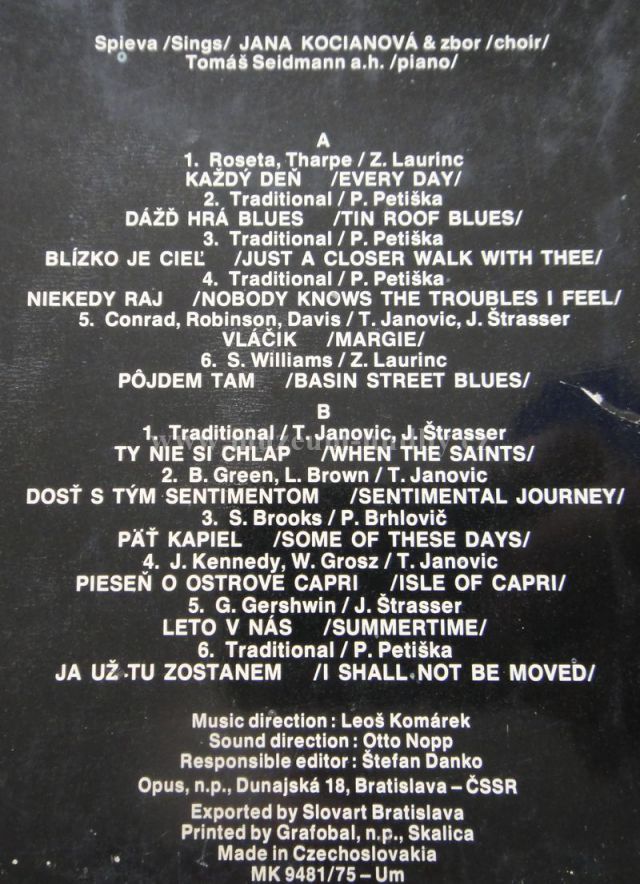 Spieva /Sings/ JANA KOCIANOVÁ & zbor /choir/
Tomáš Seidmann a.h. /piano/
A
1. Roseta, Tharpe / Z. Laurinc
KAŽDÝ DEŇ /EVERY DAY/
2. Traditional / P. Petiška
DÁŽĎ HRÁ BLUES /TIN ROOF BLUES/
3. Traditional / P. Petiška
BLÍZKO JE CIEĽ /JUST A CLOSER WALK WITH THEE/
4. Traditional / P. Petiška
NIEKEDY RAJ /NOBODY KNOWS THE TROUBLES I FEEL/
5. Conrad, Robinson, Davis / T. Janovic, J. Štrasser
VLÁČIK /MARGIE/
6. S. Williams / Z. Laurinc
PÔJDEM TAM /BASIN STREET BLUES/
B
1. Traditional / T. Janovic, J. Štrasser
TY NIE SI CHLAP /WHEN THE SAINTS/
2. B. Green, L. Brown / T. Janovic
DOSŤ S TÝM SENTIMENTOM /SENTIMENTAL JOURNEY/
3. S. Brooks / P. Brhlovič
PÄŤ KAPIEL /SOME OF THESE DAYS/
4. J. Kennedy, W. Grosz / T. Janovic
PIESEŇ O OSTROVE CAPRI /ISLE OF CAPRI/
5. G. Gershwin / J. Štrasser
LETO V NÁS /SUMMERTIME/
6. Traditional / P. Petiška
JA UŽ TU ZOSTANEM /I SHALL NOT BE MOVED/
Music direction : Leoš Komárek
Sound direction : Otto Nopp
Responsible editor : Štefan Danko
Opus, n.p., Dunajská 18, Bratislava – ČSSR
Exported by Slovart Bratislava
Printed by Grafobal, n.p., Skalica
Made in Czechoslovakia
MK 9481/75 – Um